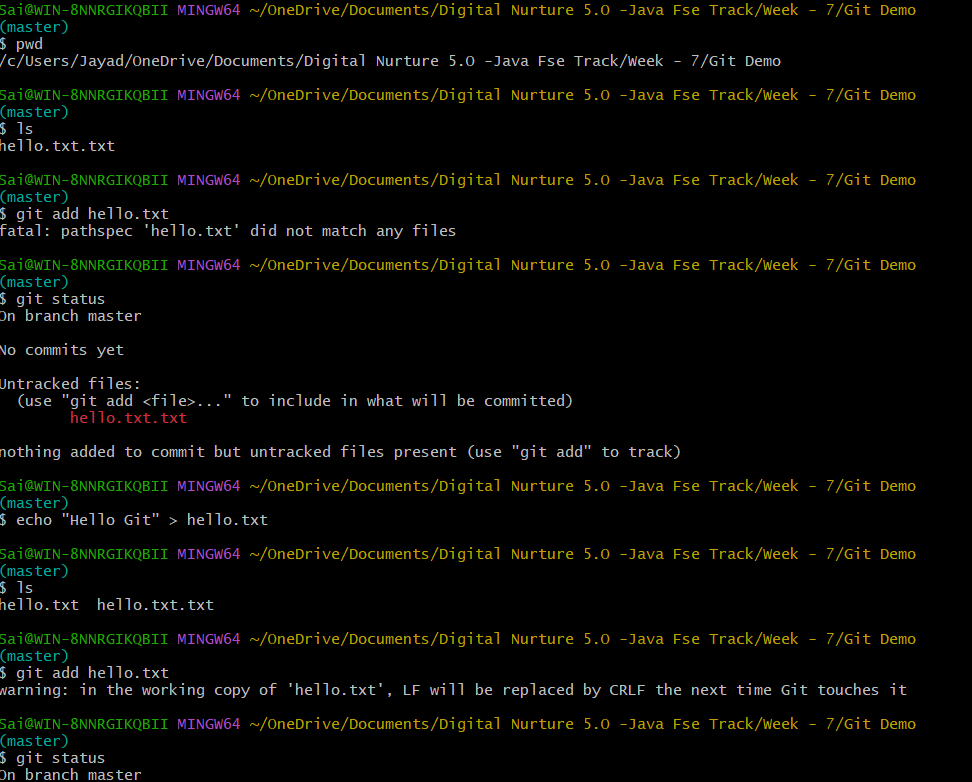 Sai@WIN-8NNRGIKQBII MINGW64 ~/OneDrive/Documents/Digital Nurture 5.0 -Java Fse Track/Week - 7/Git Demo
(master)
$ pwd
/c/Users/Jayad/OneDrive/Documents/Digital Nurture 5.0 -Java Fse Track/Week - 7/Git Demo
Sai@WIN-8NNRGIKQBII MINGW64 ~/OneDrive/Documents/Digital Nurture 5.0 -Java Fse Track/Week - 7/Git Demo
(master)
$ ls
hello.txt.txt
Sai@WIN-8NNRGIKQBII MINGW64 ~/OneDrive/Documents/Digital Nurture 5.0 -Java Fse Track/Week - 7/Git Demo
(master)
$ git add hello.txt
fatal: pathspec 'hello.txt' did not match any files
Sai@WIN-8NNRGIKQBII MINGW64 ~/OneDrive/Documents/Digital Nurture 5.0 -Java Fse Track/Week - 7/Git Demo
(master)
$ git status
On branch master
No commits yet
Untracked files:
  (use "git add <file>..." to include in what will be committed)
        hello.txt.txt
nothing added to commit but untracked files present (use "git add" to track)
Sai@WIN-8NNRGIKQBII MINGW64 ~/OneDrive/Documents/Digital Nurture 5.0 -Java Fse Track/Week - 7/Git Demo
(master)
$ echo "Hello Git" > hello.txt
Sai@WIN-8NNRGIKQBII MINGW64 ~/OneDrive/Documents/Digital Nurture 5.0 -Java Fse Track/Week - 7/Git Demo
(master)
$ ls
hello.txt  hello.txt.txt
Sai@WIN-8NNRGIKQBII MINGW64 ~/OneDrive/Documents/Digital Nurture 5.0 -Java Fse Track/Week - 7/Git Demo
(master)
$ git add hello.txt
warning: in the working copy of 'hello.txt', LF will be replaced by CRLF the next time Git touches it
Sai@WIN-8NNRGIKQBII MINGW64 ~/OneDrive/Documents/Digital Nurture 5.0 -Java Fse Track/Week - 7/Git Demo
(master)
$ git status
On branch master